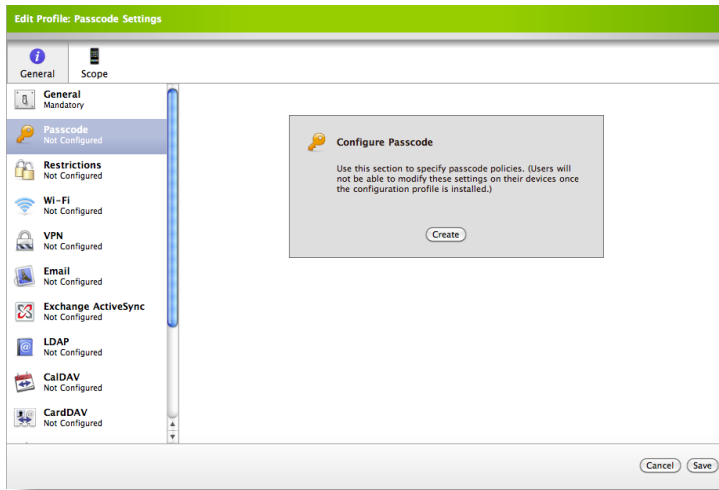 Edit Profile: Passcode Settings
General
Scope
General
Mandatory
Passcode
Not Configured
Restrictions
Not Configured
Wi-Fi
Not Configured
VPN
Not Configured
Email
Not Configured
Exchange ActiveSync
Not Configured
LDAP
Not Configured
CalDAV
Not Configured
CardDAV
Not Configured
Configure Passcode
Use this section to specify passcode policies. (Users will
not be able to modify these settings on their devices once
the configuration profile is installed.)
Create
Cancel
Save